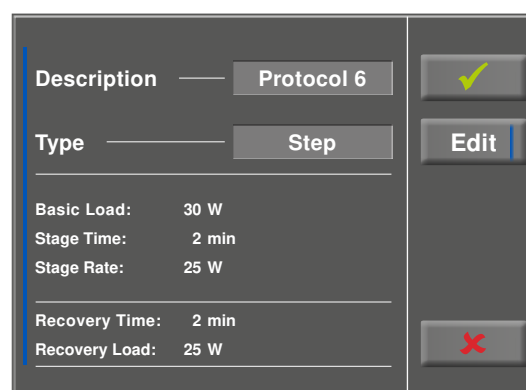 Description Protocol 6
Type Step
Edit
Basic Load: 30 W
Stage Time: 2 min
Stage Rate: 25 W
Recovery Time: 2 min
Recovery Load: 25 W